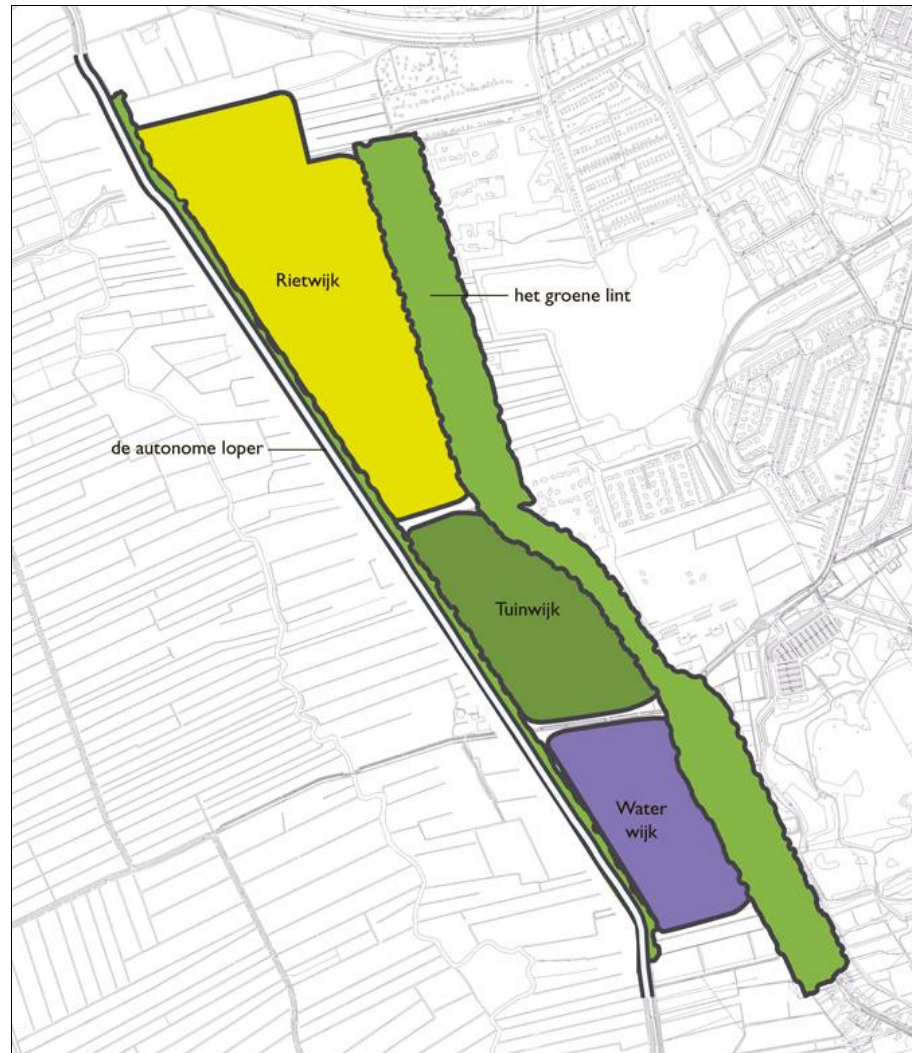 Rietwijk
het groene lint
de autonome loper
Tuinwijk
Water
wijk